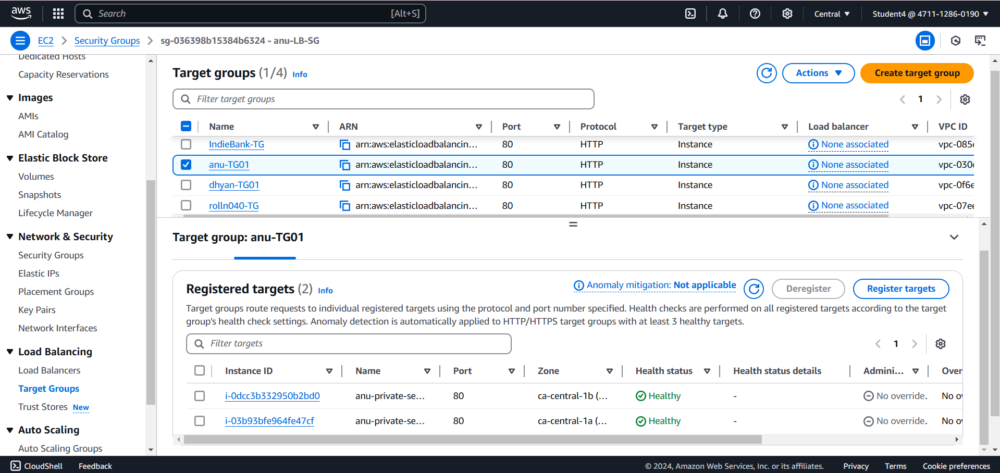 aws Search [Alt+S] Central Student4 @ 4711-1286-0190
EC2 Security Groups sg-036398b15384b6324 - anu-LB-SG
Dedicated Hosts
Capacity Reservations
Images
AMIs
AMI Catalog
Elastic Block Store
Volumes
Snapshots
Lifecycle Manager
Network & Security
Security Groups
Elastic IPs
Placement Groups
Key Pairs
Network Interfaces
Load Balancing
Load Balancers
Target Groups
Trust Stores New
Auto Scaling
Auto Scaling Groups
Target groups (1/4) Info Actions Create target group
Filter target groups 1
Name ARN Port Protocol Target type Load balancer VPC ID
IndieBank-TG arn:aws:elasticloadbalancin... 80 HTTP Instance None associated vpc-085e
anu-TG01 arn:aws:elasticloadbalancin... 80 HTTP Instance None associated vpc-030
dhyan-TG01 arn:aws:elasticloadbalancin... 80 HTTP Instance None associated vpc-0f6e
rolln040-TG arn:aws:elasticloadbalancin... 80 HTTP Instance None associated vpc-07ee
Target group: anu-TG01
Registered targets (2) Info Anomaly mitigation: Not applicable Deregister Register targets
Target groups route requests to individual registered targets using the protocol and port number specified. Health checks are performed on all registered targets according to the target
group's health check settings. Anomaly detection is automatically applied to HTTP/HTTPS target groups with at least 3 healthy targets.
Filter targets 1
Instance ID Name Port Zone Health status Health status details Admini... Over
i-0dcc3b332950b2bd0 anu-private-se... 80 ca-central-1b (... Healthy - No override. No ov
i-03b93bfe964fe47cf anu-private-se... 80 ca-central-1a (... Healthy - No override. No ov
CloudShell Feedback © 2024, Amazon Web Services, Inc. or its affiliates. Privacy Terms Cookie preferences